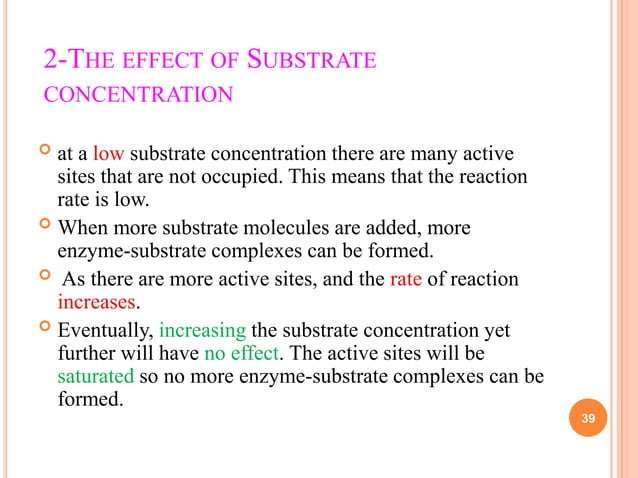 2-THE EFFECT OF SUBSTRATE
CONCENTRATION
at a low substrate concentration there are many active
sites that are not occupied. This means that the reaction
rate is low.
When more substrate molecules are added, more
enzyme-substrate complexes can be formed.
As there are more active sites, and the rate of reaction
increases.
Eventually, increasing the substrate concentration yet
further will have no effect. The active sites will be
saturated so no more enzyme-substrate complexes can be
formed.
39